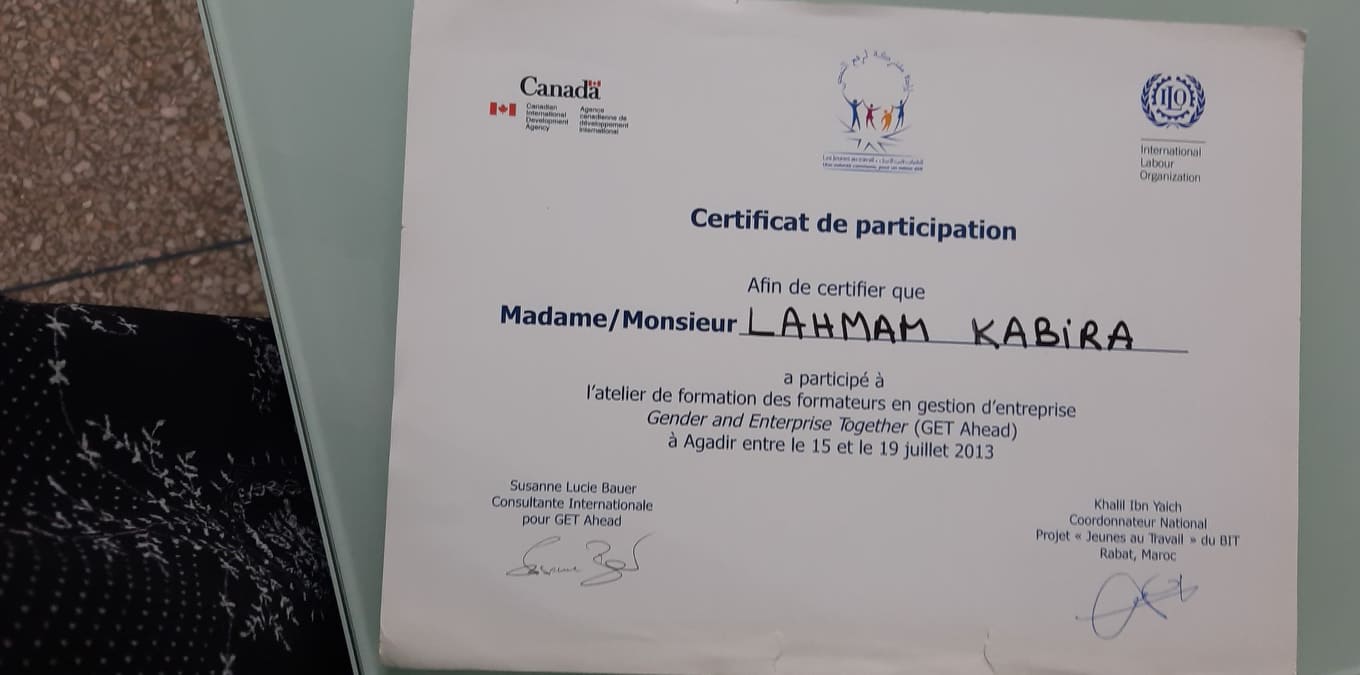 Canada
Canadian International Development Agency
Agence canadienne de développement international
ILO
International
Labour
Organization
Certificat de participation
Afin de certifier que
Madame/Monsieur LAHMAM KABiRA
a participé à
l'atelier de formation des formateurs en gestion d'entreprise
Gender and Enterprise Together (GET Ahead)
à Agadir entre le 15 et le 19 juillet 2013
Susanne Lucie Bauer
Consultante Internationale
pour GET Ahead
Khalil Ibn Yaich
Coordonnateur National
Projet « Jeunes au Travail » du BIT
Rabat, Maroc